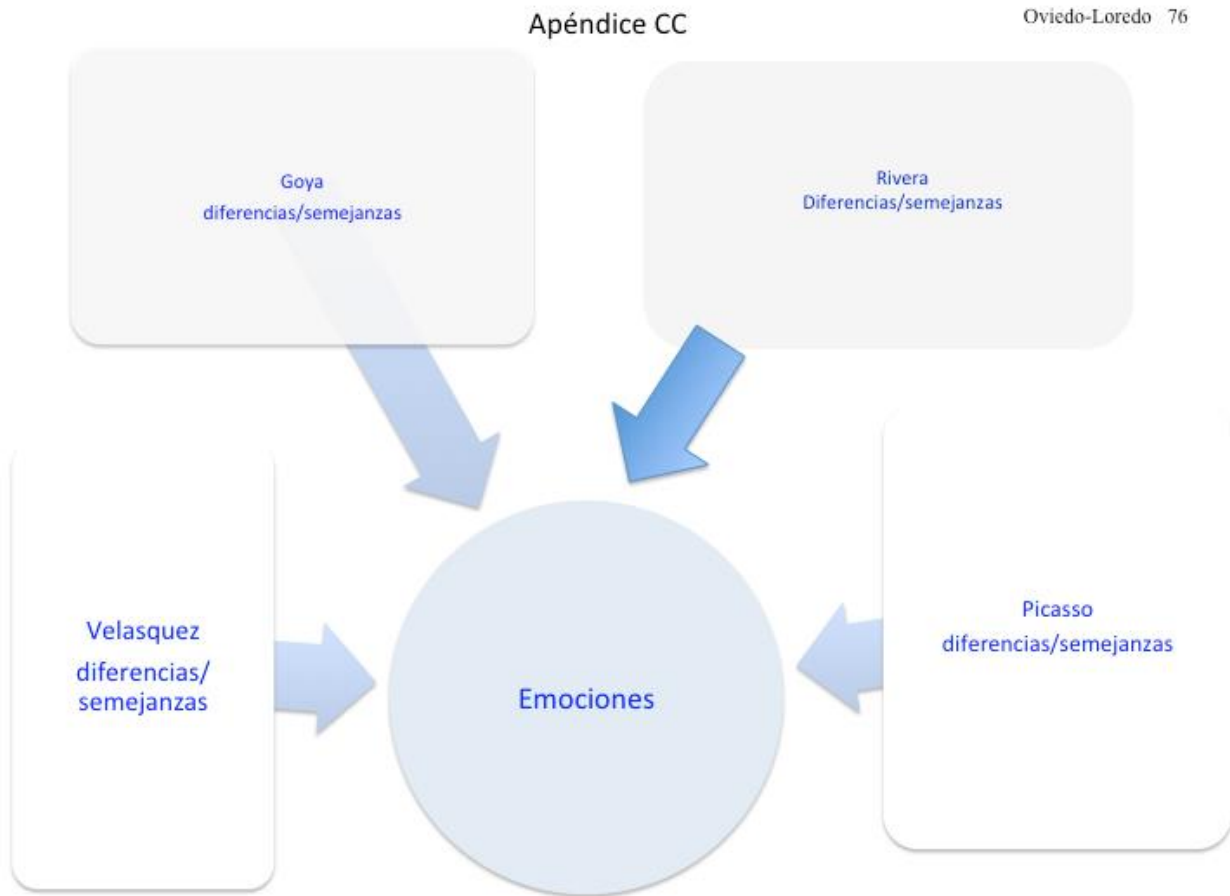 Apéndice CC
Oviedo-Loredo 76
Goya
diferencias/semejanzas
Rivera
Diferencias/semejanzas
Velasquez
diferencias/
semejanzas
Picasso
diferencias/semejanzas
Emociones